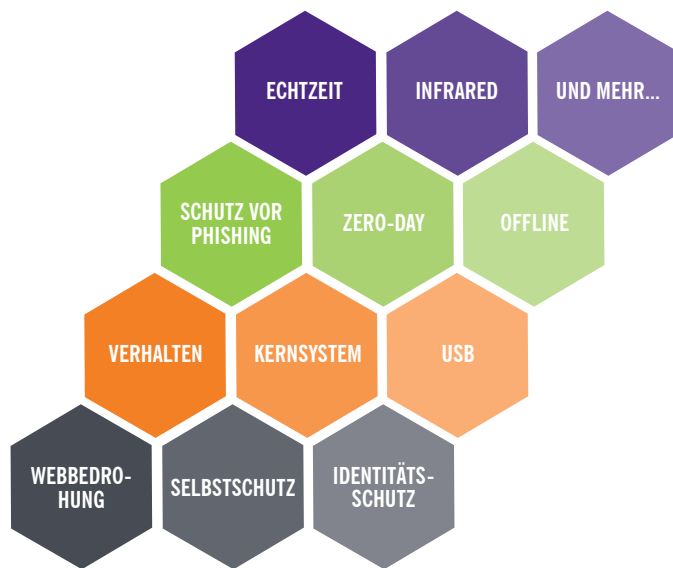 ECHTZEIT
INFRARED
UND MEHR...
SCHUTZ VOR
PHISHING
ZERO-DAY
OFFLINE
VERHALTEN
KERNSYSTEM
USB
WEBBEDRO-
HUNG
SELBSTSCHUTZ
IDENTITÄTS-
SCHUTZ